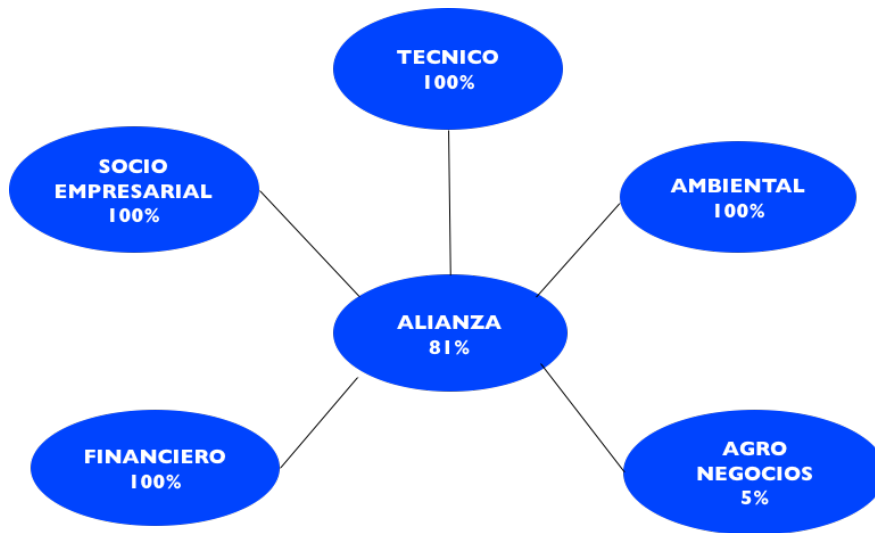 TECNICO
100%
SOCIO
EMPRESARIAL
100%
AMBIENTAL
100%
ALIANZA
81%
FINANCIERO
100%
AGRO
NEGOCIOS
5%